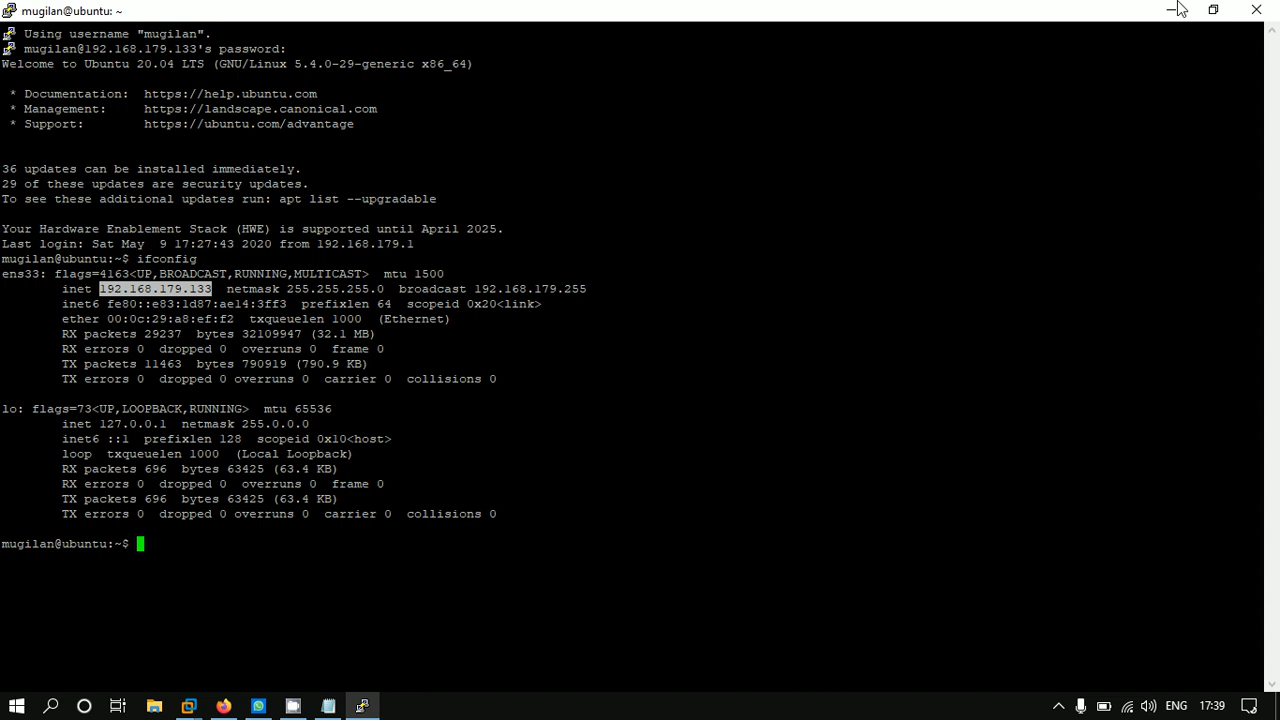 mugilan@ubuntu: ~
Using username "mugilan".
mugilan@192.168.179.133's password:
Welcome to Ubuntu 20.04 LTS (GNU/Linux 5.4.0-29-generic x86_64)
* Documentation:  https://help.ubuntu.com
* Management:     https://landscape.canonical.com
* Support:        https://ubuntu.com/advantage
36 updates can be installed immediately.
29 of these updates are security updates.
To see these additional updates run: apt list --upgradable
Your Hardware Enablement Stack (HWE) is supported until April 2025.
Last login: Sat May  9 17:27:43 2020 from 192.168.179.1
mugilan@ubuntu:~$ ifconfig
ens33: flags=4163<UP,BROADCAST,RUNNING,MULTICAST>  mtu 1500
inet 192.168.179.133  netmask 255.255.255.0  broadcast 192.168.179.255
inet6 fe80::e83:1d87:ae14:3ff3  prefixlen 64  scopeid 0x20<link>
ether 00:0c:29:a8:ef:f2  txqueuelen 1000  (Ethernet)
RX packets 29237  bytes 32109947 (32.1 MB)
RX errors 0  dropped 0  overruns 0  frame 0
TX packets 11463  bytes 790919 (790.9 KB)
TX errors 0  dropped 0 overruns 0  carrier 0  collisions 0
lo: flags=73<UP,LOOPBACK,RUNNING>  mtu 65536
inet 127.0.0.1  netmask 255.0.0.0
inet6 ::1  prefixlen 128  scopeid 0x10<host>
loop  txqueuelen 1000  (Local Loopback)
RX packets 696  bytes 63425 (63.4 KB)
RX errors 0  dropped 0  overruns 0  frame 0
TX packets 696  bytes 63425 (63.4 KB)
TX errors 0  dropped 0 overruns 0  carrier 0  collisions 0
mugilan@ubuntu:~$
ENG 17:39